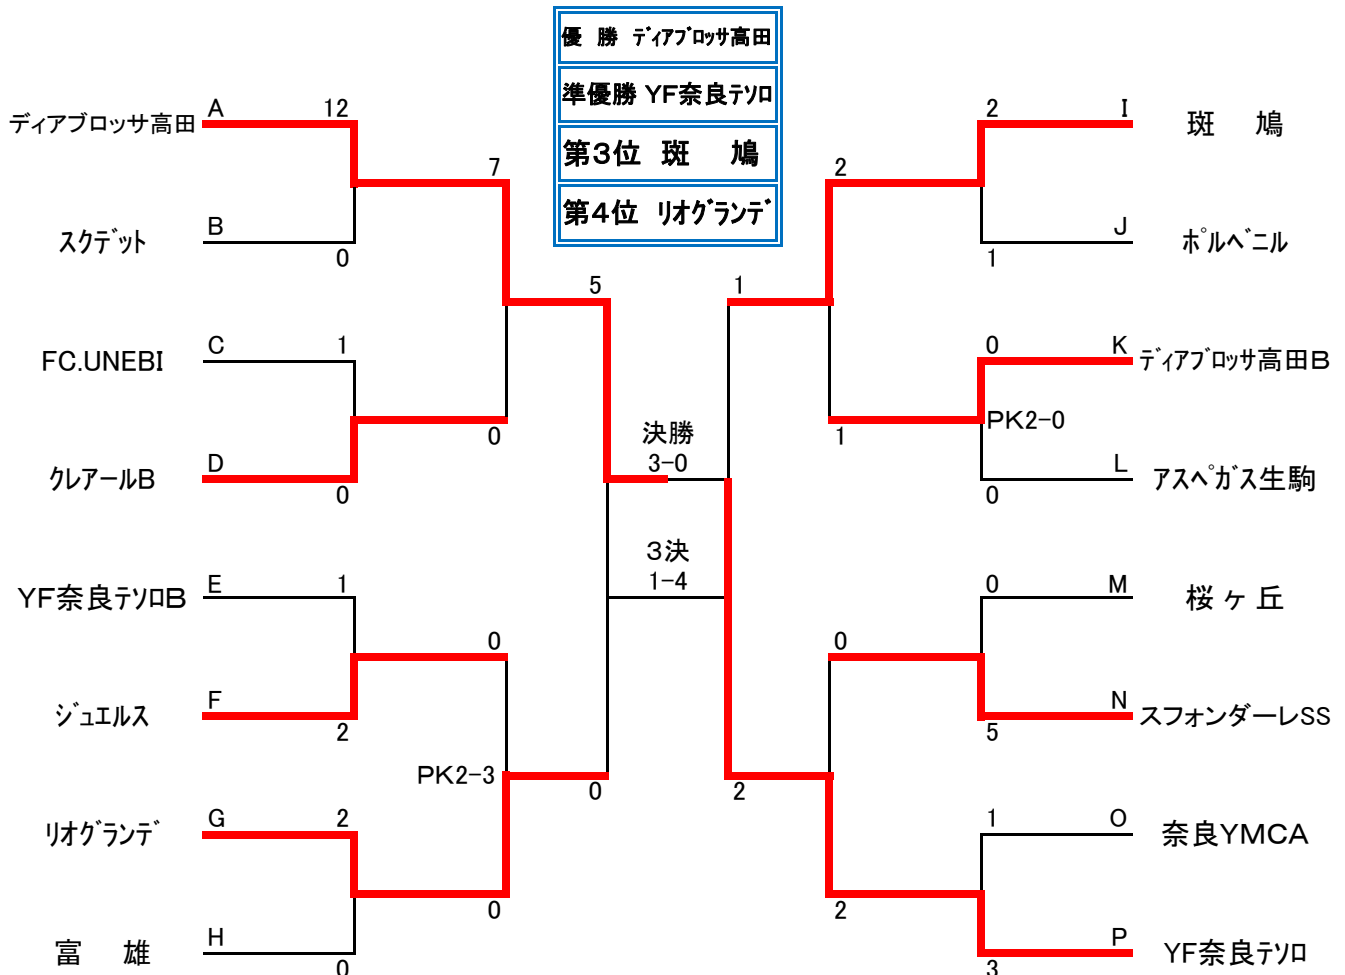 優 勝 ディアブロッサ高田
準優勝 YF奈良テソロ
第3位 斑 鳩
第4位 リオグランデ
ディアブロッサ高田 A 12
スクデット B 0
7
FC.UNEBI C 1
クレアールB D 0
0
5
YF奈良テソロB E 1
ジュエルス F 2
0
PK2-3
リオグランデ G 2
富 雄 H 0
0
0
決勝
3-0
3決
1-4
2 I 斑 鳩
1 J ポルベニル
2
0 K ディアブロッサ高田B
PK2-0
0 L アスペガス生駒
1
1
0 M 桜ヶ丘
5 N スフォンダーレSS
0
1 O 奈良YMCA
3 P YF奈良テソロ
2
2